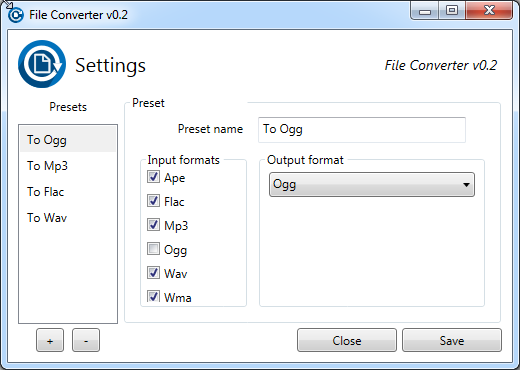 File Converter v0.2
Settings
File Converter v0.2
Presets
To Ogg
To Mp3
To Flac
To Wav
+
-
Preset
Preset name
To Ogg
Input formats
Ape
Flac
Mp3
Ogg
Wav
Wma
Output format
Ogg
Close
Save